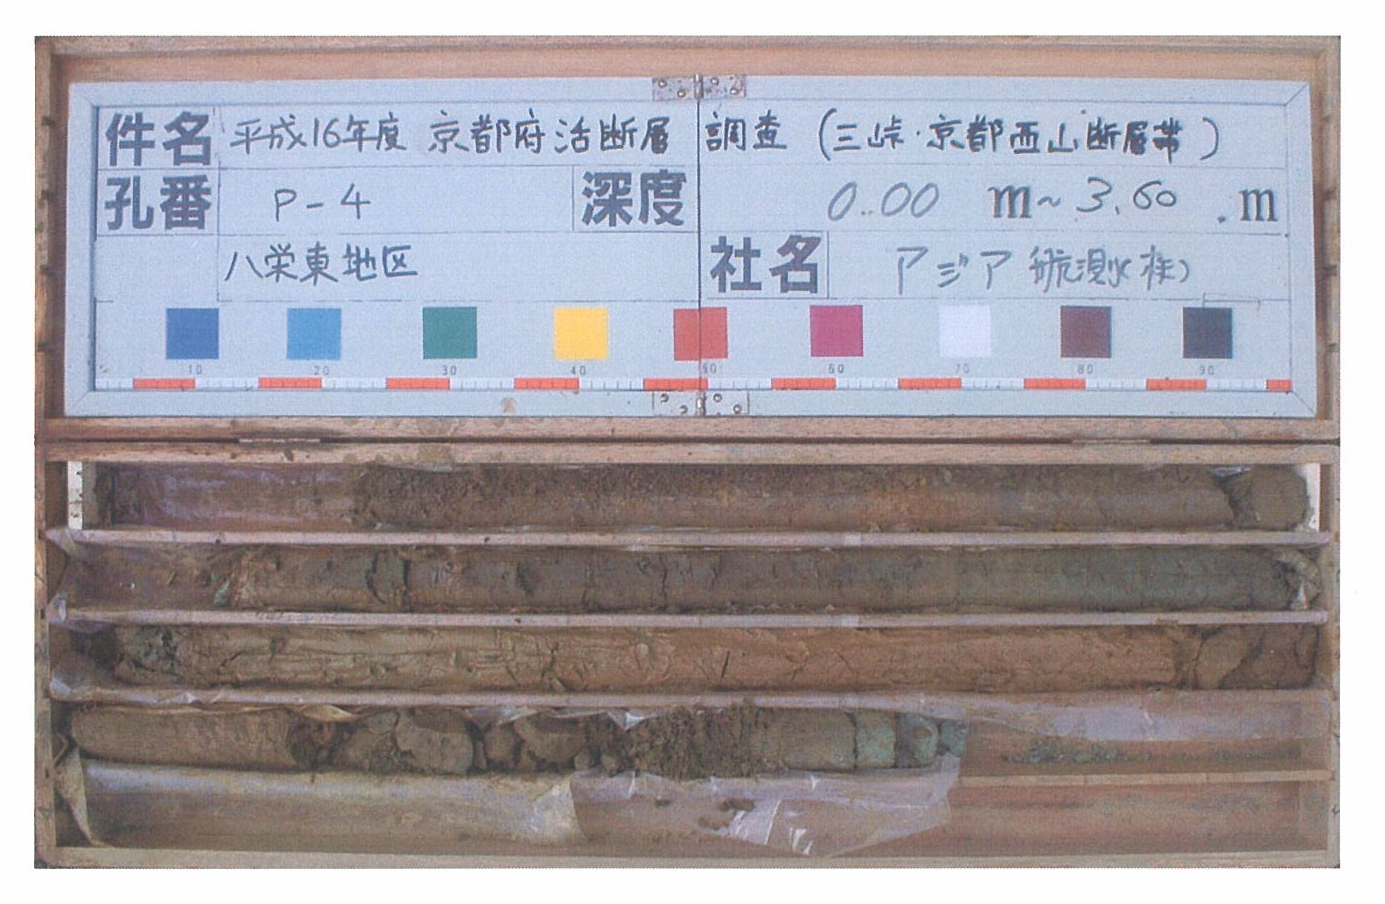 件名 平成16年度 京都府活断層 調査 (三峠・京都西山断層帯)
孔番 P-4 深度 0.00 m~3.60 m
八栄東地区 社名 アジア航測(株)
10 20 30 40 50 60 70 80 90